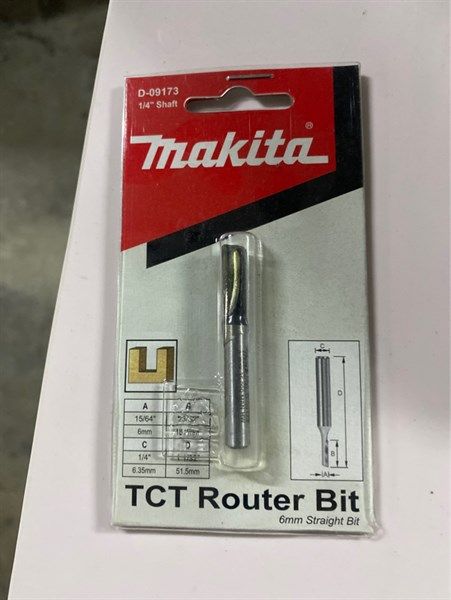 D-09173
1/4" Shaft
makita®
C
D
B
(A)
A A
15/64"
6mm
C D
1/4"
6.35mm 51.5mm
TCT Router Bit
6mm Straight Bit